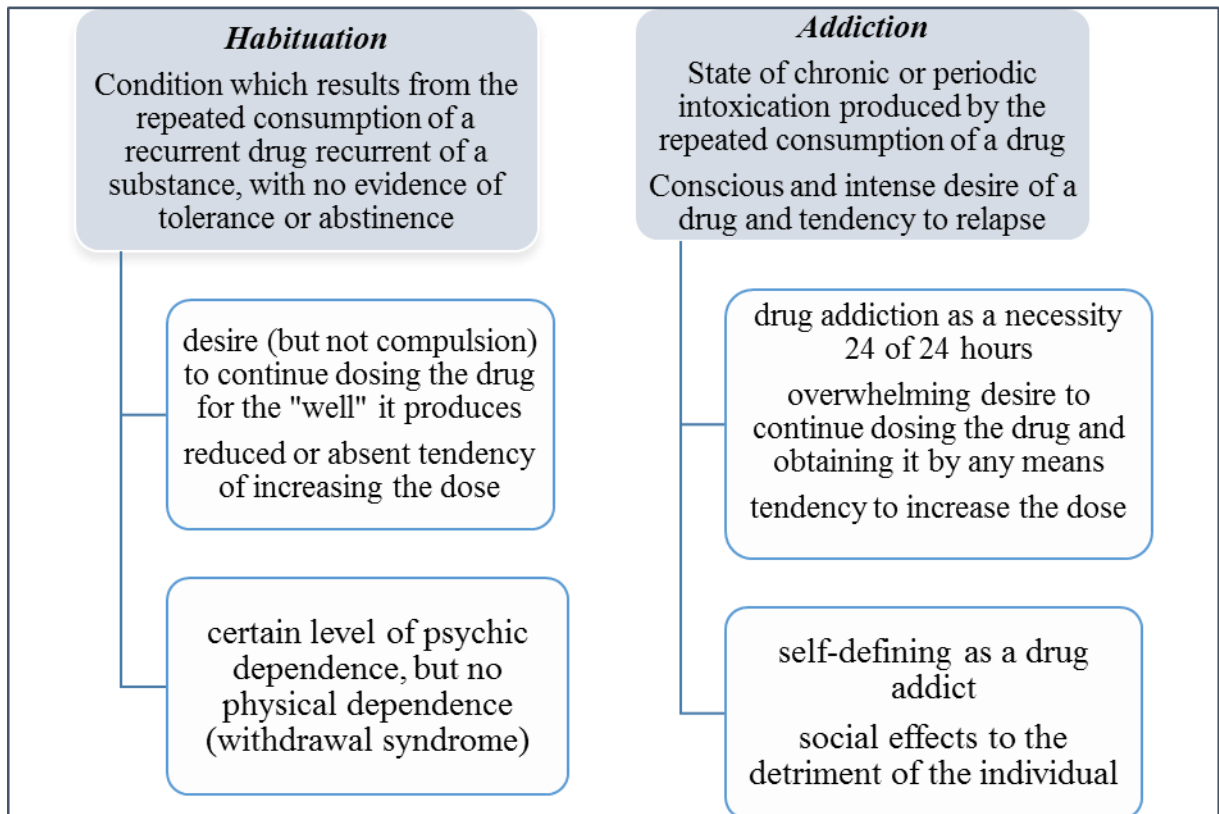 Habituation
Condition which results from the
repeated consumption of a
recurrent drug recurrent of a
substance, with no evidence of
tolerance or abstinence
desire (but not compulsion)
to continue dosing the drug
for the "well" it produces
reduced or absent tendency
of increasing the dose
certain level of psychic
dependence, but no
physical dependence
(withdrawal syndrome)
Addiction
State of chronic or periodic
intoxication produced by the
repeated consumption of a drug
Conscious and intense desire of a
drug and tendency to relapse
drug addiction as a necessity
24 of 24 hours
overwhelming desire to
continue dosing the drug and
obtaining it by any means
tendency to increase the dose
self-defining as a drug
addict
social effects to the
detriment of the individual